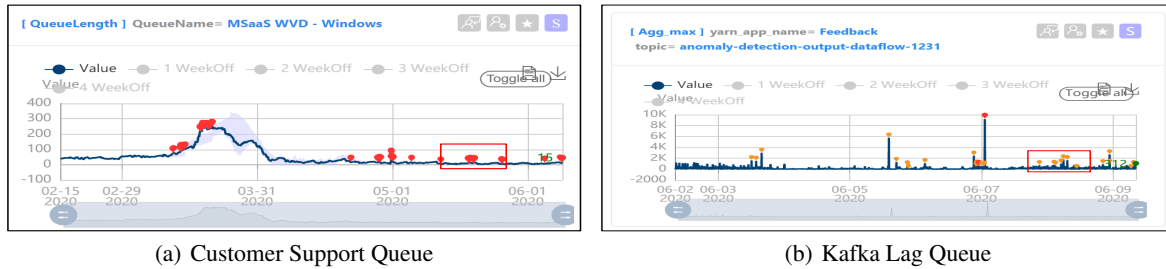 [ QueueLength ] QueueName= MSaaS WVD - Windows
S
Value
1 WeekOff
2 WeekOff
3 WeekOff
Toggle all
Value
4 WeekOff
400
300
200
100
0
-100
15
02-15
2020
02-29
2020
03-31
2020
05-01
2020
06-01
2020
(a) Customer Support Queue
[ Agg_max ] yarn_app_name= Feedback
topic= anomaly-detection-output-dataflow-1231
S
Value
1 WeekOff
2 WeekOff
3 WeekOff
Toggle all
Value
4 WeekOff
10K
8K
6K
4K
2K
0
-2000
312
06-02
2020
06-03
2020
06-05
2020
06-07
2020
06-09
2020
(b) Kafka Lag Queue